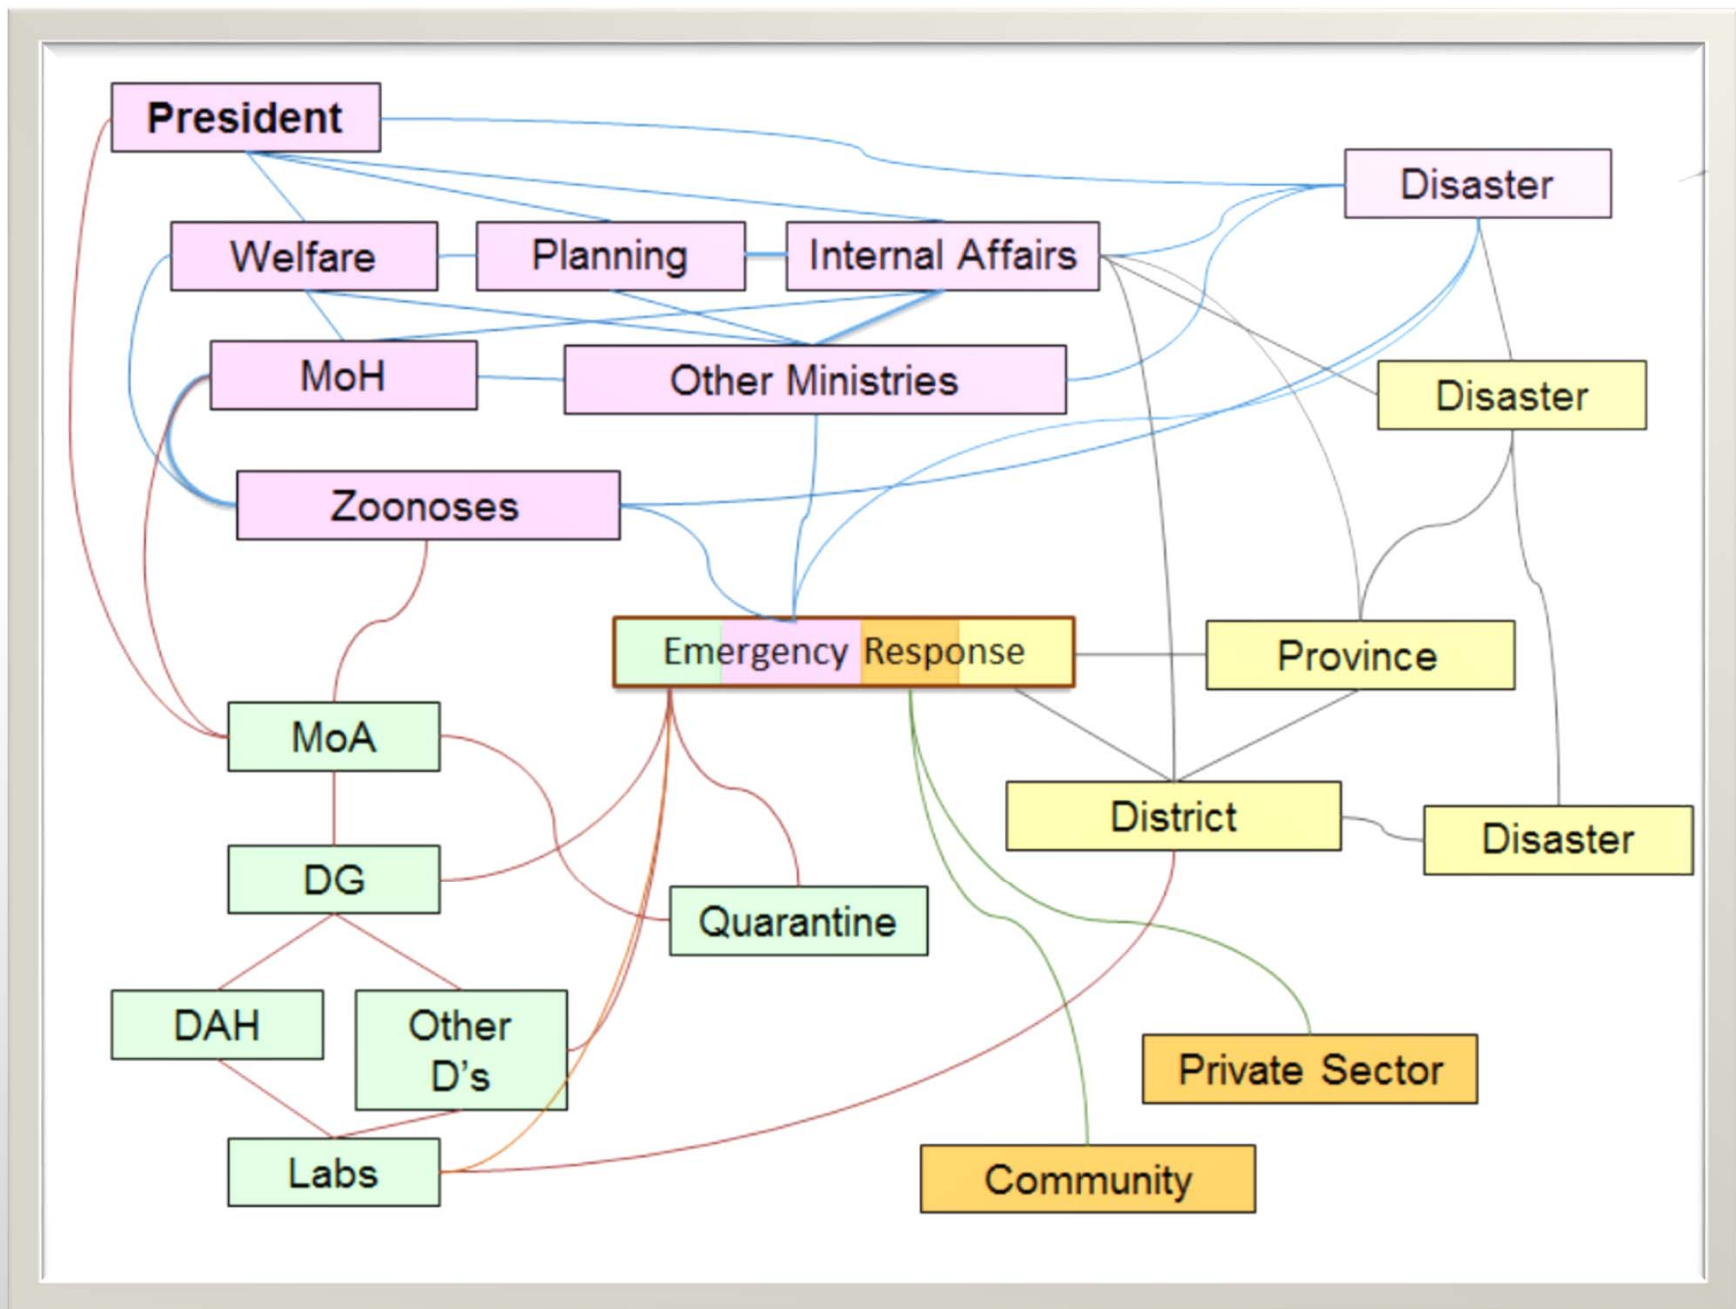 President
Disaster
Welfare
Planning
Internal Affairs
MoH
Other Ministries
Disaster
Zoonoses
Emergency Response
Province
MoA
District
Disaster
DG
Quarantine
DAH
Other
D's
Private Sector
Labs
Community